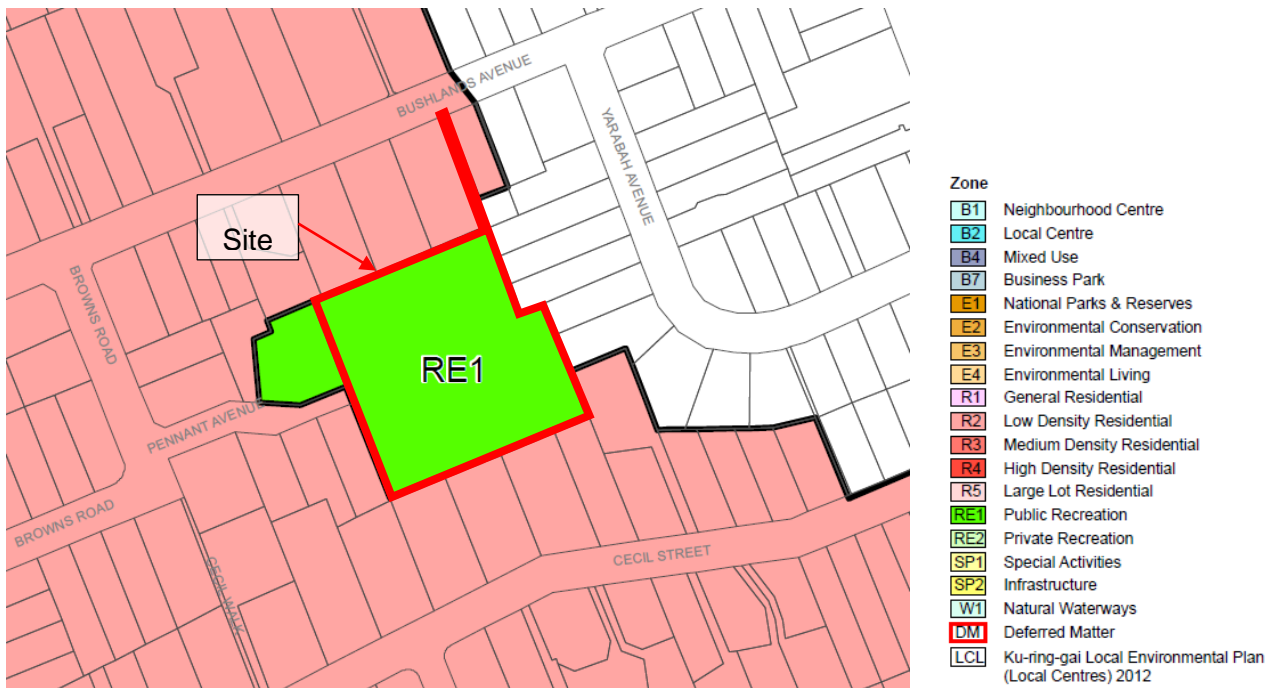 BUSHLANDS AVENUE
YARABAH AVENUE
Site
BROWNS ROAD
RE1
PENNANT AVENUE
BROWNS ROAD
CECIL STREET
CECIL WALK
Zone
B1 Neighbourhood Centre
B2 Local Centre
B4 Mixed Use
B7 Business Park
E1 National Parks & Reserves
E2 Environmental Conservation
E3 Environmental Management
E4 Environmental Living
R1 General Residential
R2 Low Density Residential
R3 Medium Density Residential
R4 High Density Residential
R5 Large Lot Residential
RE1 Public Recreation
RE2 Private Recreation
SP1 Special Activities
SP2 Infrastructure
W1 Natural Waterways
DM Deferred Matter
LCL Ku-ring-gai Local Environmental Plan
(Local Centres) 2012